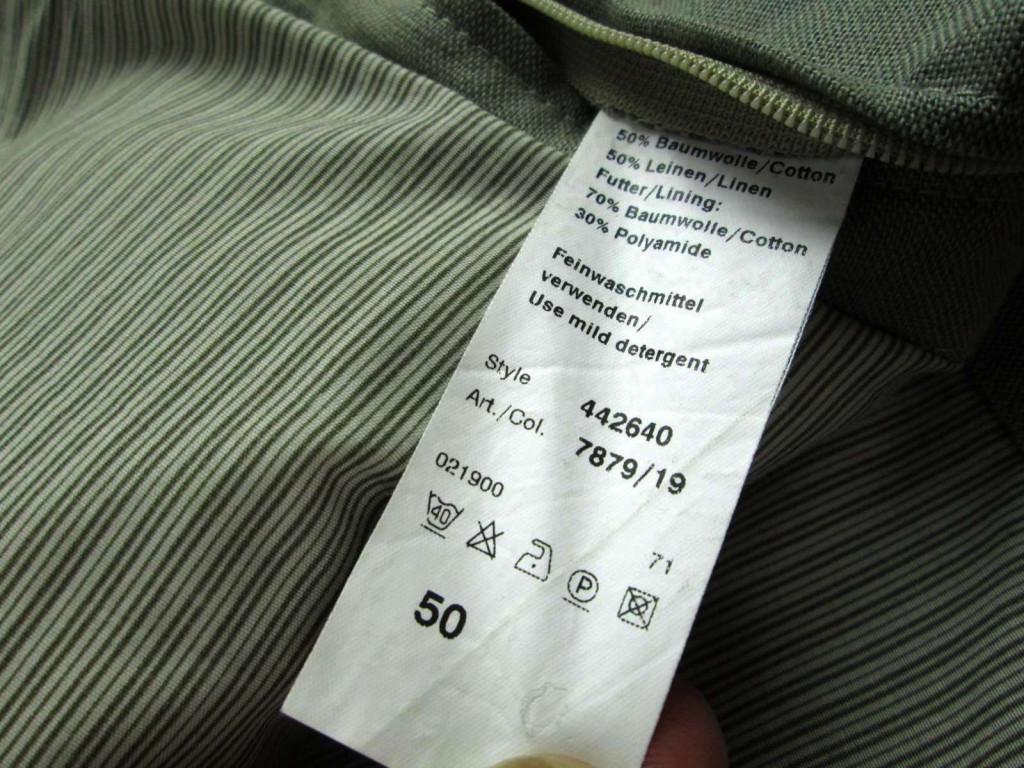 50% Baumwolle/Cotton
50% Leinen/Linen
Futter/Lining:
70% Baumwolle/Cotton
30% Polyamide
Feinwaschmittel
verwenden/
Use mild detergent
Style 442640
Art./Col. 7879/19
021900
71
40 P
50